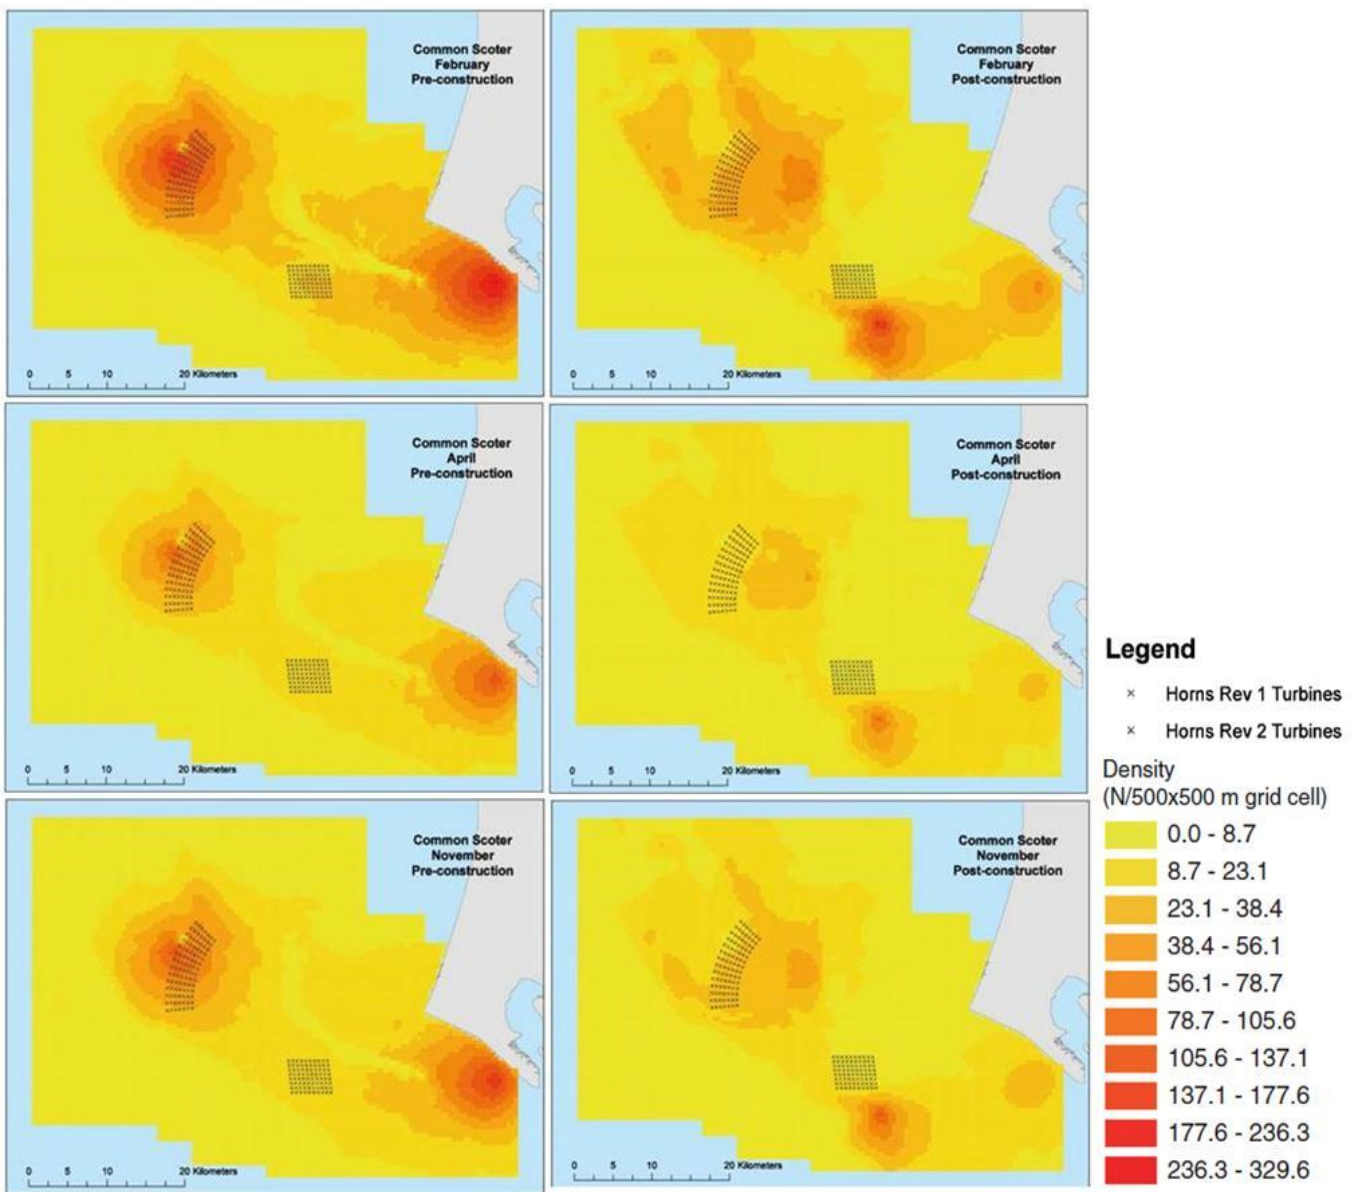 Common Scoter
February
Pre-construction
0 5 10 20 Kilometers
Common Scoter
February
Post-construction
0 5 10 20 Kilometers
Common Scoter
April
Pre-construction
0 5 10 20 Kilometers
Common Scoter
April
Post-construction
0 5 10 20 Kilometers
Common Scoter
November
Pre-construction
0 5 10 20 Kilometers
Common Scoter
November
Post-construction
0 5 10 20 Kilometers
Legend
Horns Rev 1 Turbines
Horns Rev 2 Turbines
Density
(N/500x500 m grid cell)
0.0 - 8.7
8.7 - 23.1
23.1 - 38.4
38.4 - 56.1
56.1 - 78.7
78.7 - 105.6
105.6 - 137.1
137.1 - 177.6
177.6 - 236.3
236.3 - 329.6